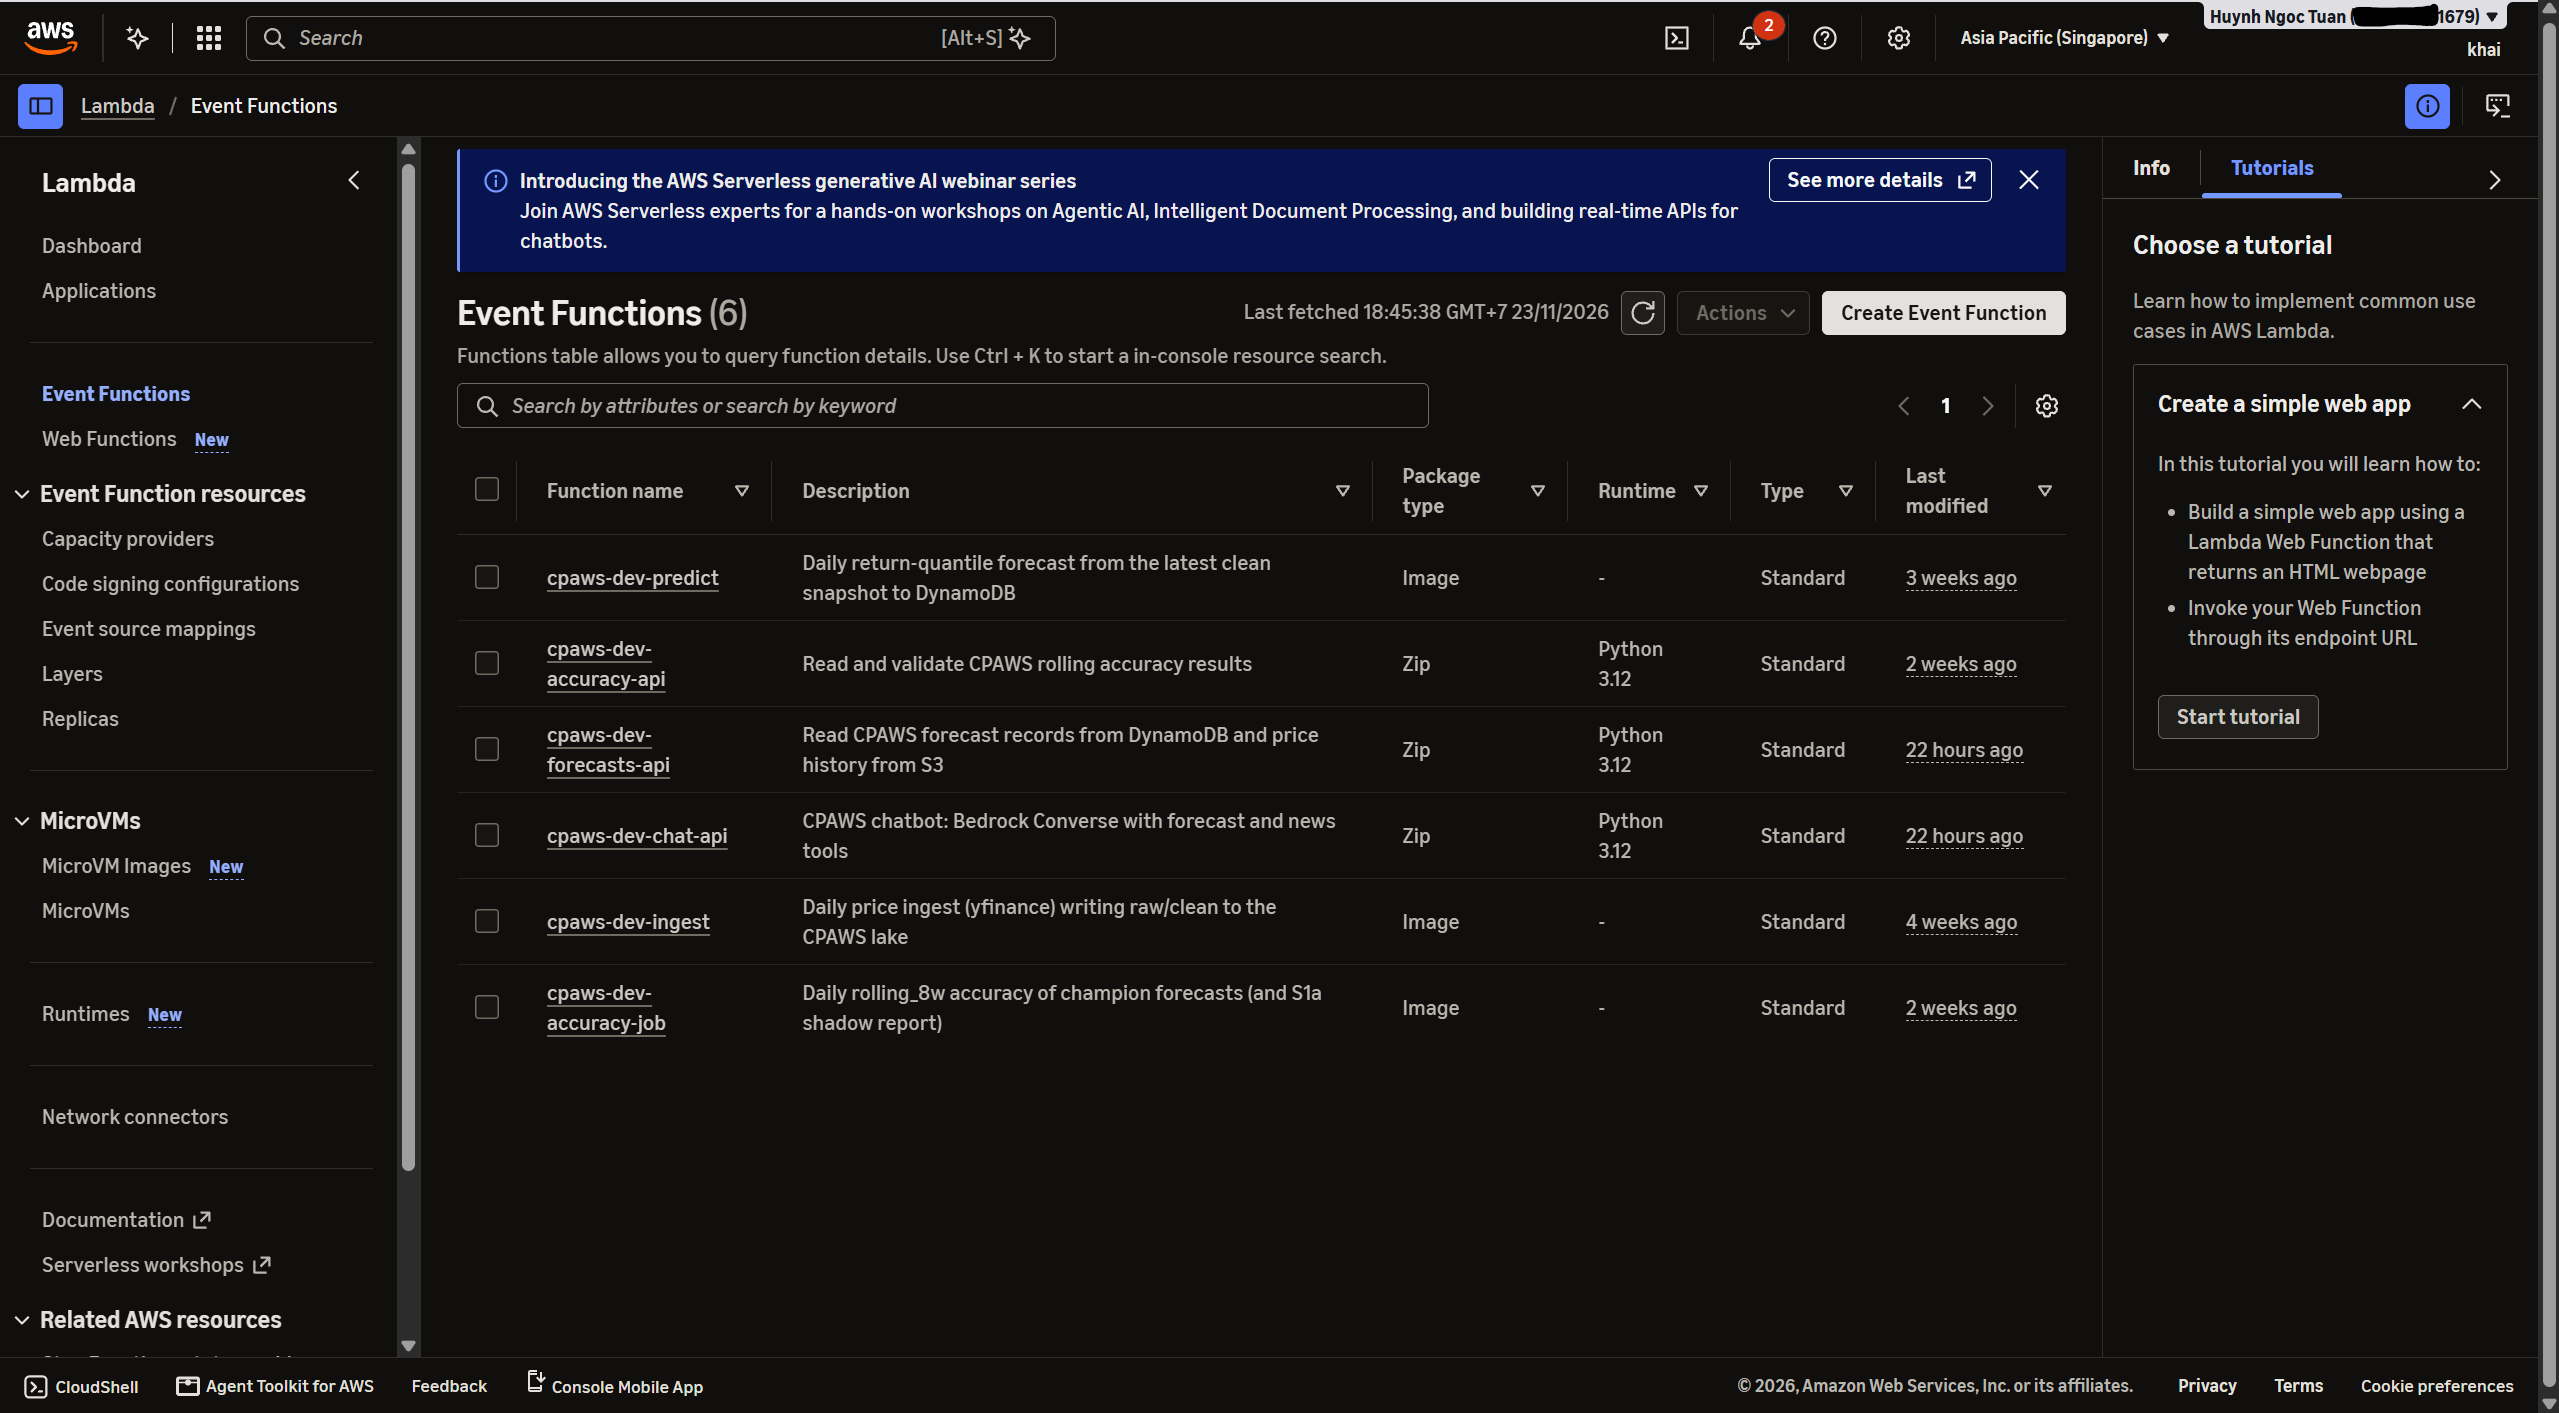 aws
Search
[Alt+S]
2
Asia Pacific (Singapore)
Huynh Ngoc Tuan (
1679)
khai
Lambda / Event Functions
Lambda
Dashboard
Applications
Event Functions
Web Functions New
Event Function resources
Capacity providers
Code signing configurations
Event source mappings
Layers
Replicas
MicroVMs
MicroVM Images New
MicroVMs
Runtimes New
Network connectors
Documentation
Serverless workshops
Related AWS resources
Introducing the AWS Serverless generative AI webinar series
Join AWS Serverless experts for a hands-on workshops on Agentic AI, Intelligent Document Processing, and building real-time APIs for
chatbots.
See more details
Event Functions (6)
Last fetched 18:45:38 GMT+7 23/11/2026
Actions
Create Event Function
Functions table allows you to query function details. Use Ctrl + K to start a in-console resource search.
Search by attributes or search by keyword
1
Function name
Description
Package
type
Runtime
Type
Last
modified
cpaws-dev-predict
Daily return-quantile forecast from the latest clean
snapshot to DynamoDB
Image
-
Standard
3 weeks ago
cpaws-dev-
accuracy-api
Read and validate CPAWS rolling accuracy results
Zip
Python
3.12
Standard
2 weeks ago
cpaws-dev-
forecasts-api
Read CPAWS forecast records from DynamoDB and price
history from S3
Zip
Python
3.12
Standard
22 hours ago
cpaws-dev-chat-api
CPAWS chatbot: Bedrock Converse with forecast and news
tools
Zip
Python
3.12
Standard
22 hours ago
cpaws-dev-ingest
Daily price ingest (yfinance) writing raw/clean to the
CPAWS lake
Image
-
Standard
4 weeks ago
cpaws-dev-
accuracy-job
Daily rolling_8w accuracy of champion forecasts (and S1a
shadow report)
Image
-
Standard
2 weeks ago
Info
Tutorials
Choose a tutorial
Learn how to implement common use
cases in AWS Lambda.
Create a simple web app
In this tutorial you will learn how to:
• Build a simple web app using a
Lambda Web Function that
returns an HTML webpage
• Invoke your Web Function
through its endpoint URL
Start tutorial
CloudShell
Agent Toolkit for AWS
Feedback
Console Mobile App
© 2026, Amazon Web Services, Inc. or its affiliates.
Privacy
Terms
Cookie preferences